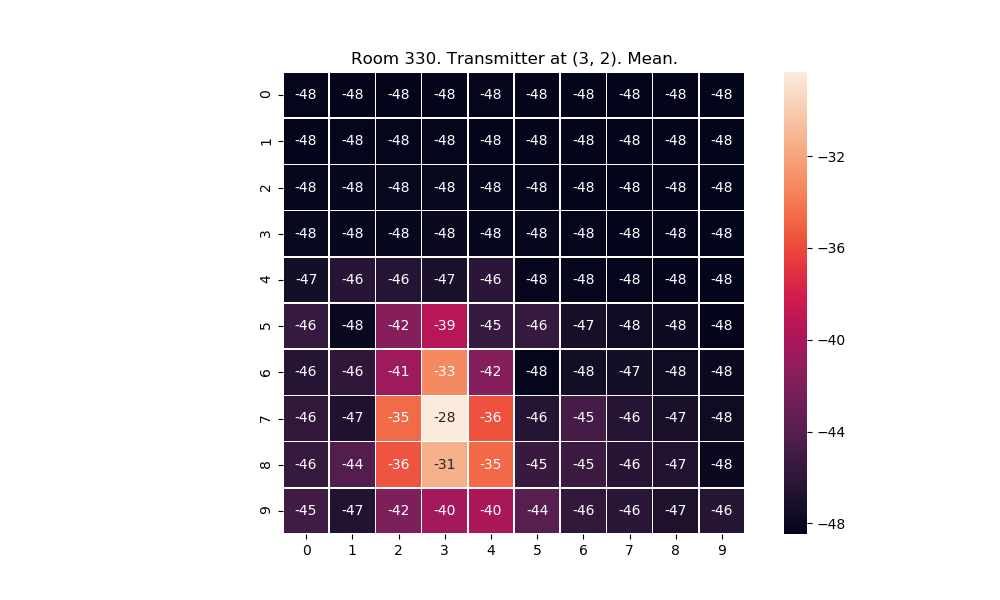 Room 330. Transmitter at (3, 2). Mean.
0 -48 -48 -48 -48 -48 -48 -48 -48 -48 -48
1 -48 -48 -48 -48 -48 -48 -48 -48 -48 -48
−32
2 -48 -48 -48 -48 -48 -48 -48 -48 -48 -48
3 -48 -48 -48 -48 -48 -48 -48 -48 -48 -48
−36
4 -47 -46 -46 -47 -46 -48 -48 -48 -48 -48
5 -46 -48 -42 -39 -45 -46 -47 -48 -48 -48
−40
6 -46 -46 -41 -33 -42 -48 -48 -47 -48 -48
7 -46 -47 -35 -28 -36 -46 -45 -46 -47 -48
−44
8 -46 -44 -36 -31 -35 -45 -45 -46 -47 -48
9 -45 -47 -42 -40 -40 -44 -46 -46 -47 -46
−48
0 1 2 3 4 5 6 7 8 9